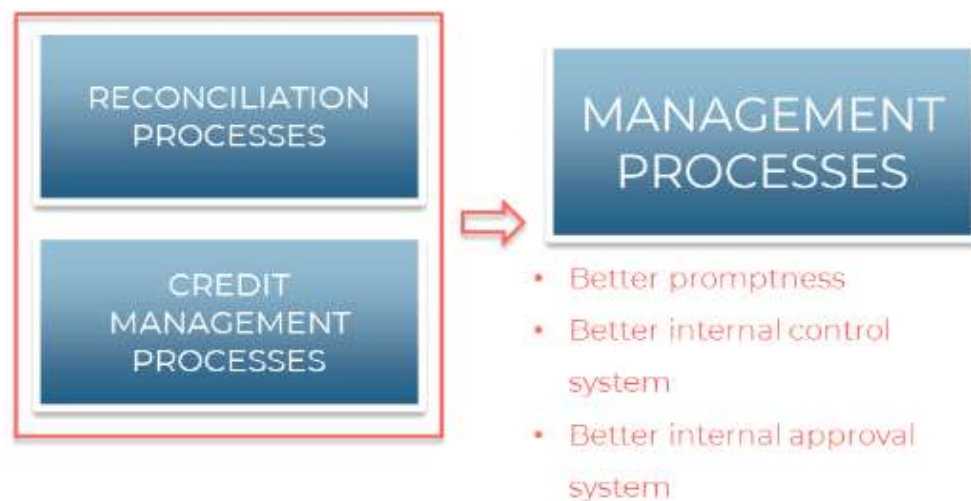 RECONCILIATION
PROCESSES
CREDIT
MANAGEMENT
PROCESSES
MANAGEMENT
PROCESSES
• Better promptness
• Better internal control
system
• Better internal approval
system